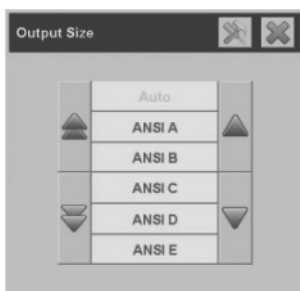 Output Size
Auto
ANSI A
ANSI B
ANSI C
ANSI D
ANSI E